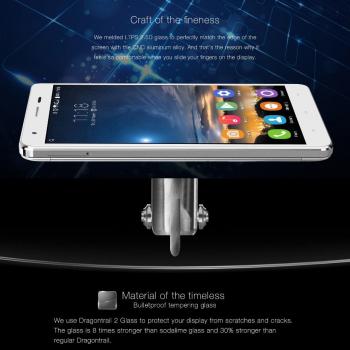 Craft of the fineness
We melded LTPS 2.5D glass to perfectly match the edge of the
screen with the CNC aluminum alloy. And that's the reason why it
feels so comfortable when you slide your fingers on the display.
11:18
Material of the timeless
Bulletproof tempering glass
We use Dragontrail 2 Glass to protect your display from scratches and cracks.
The glass is 8 times stronger than sodalime glass and 30% stronger than
regular Dragontrail.